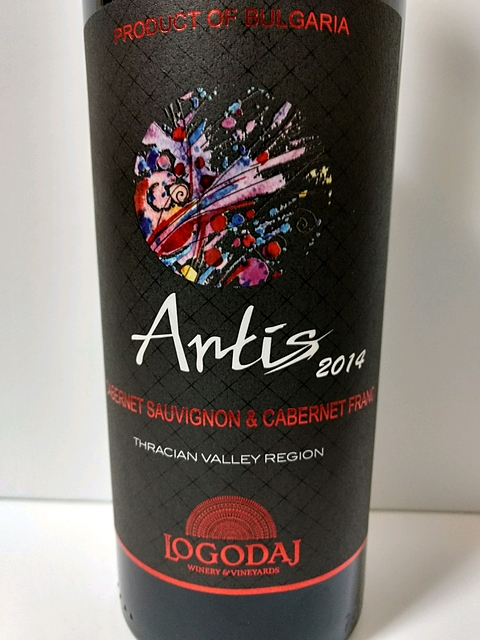 PRODUCT OF BULGARIA
Artis 2014
CABERNET SAUVIGNON & CABERNET FRANC
THRACIAN VALLEY REGION
LOGODAJ
WINERY & VINEYARDS